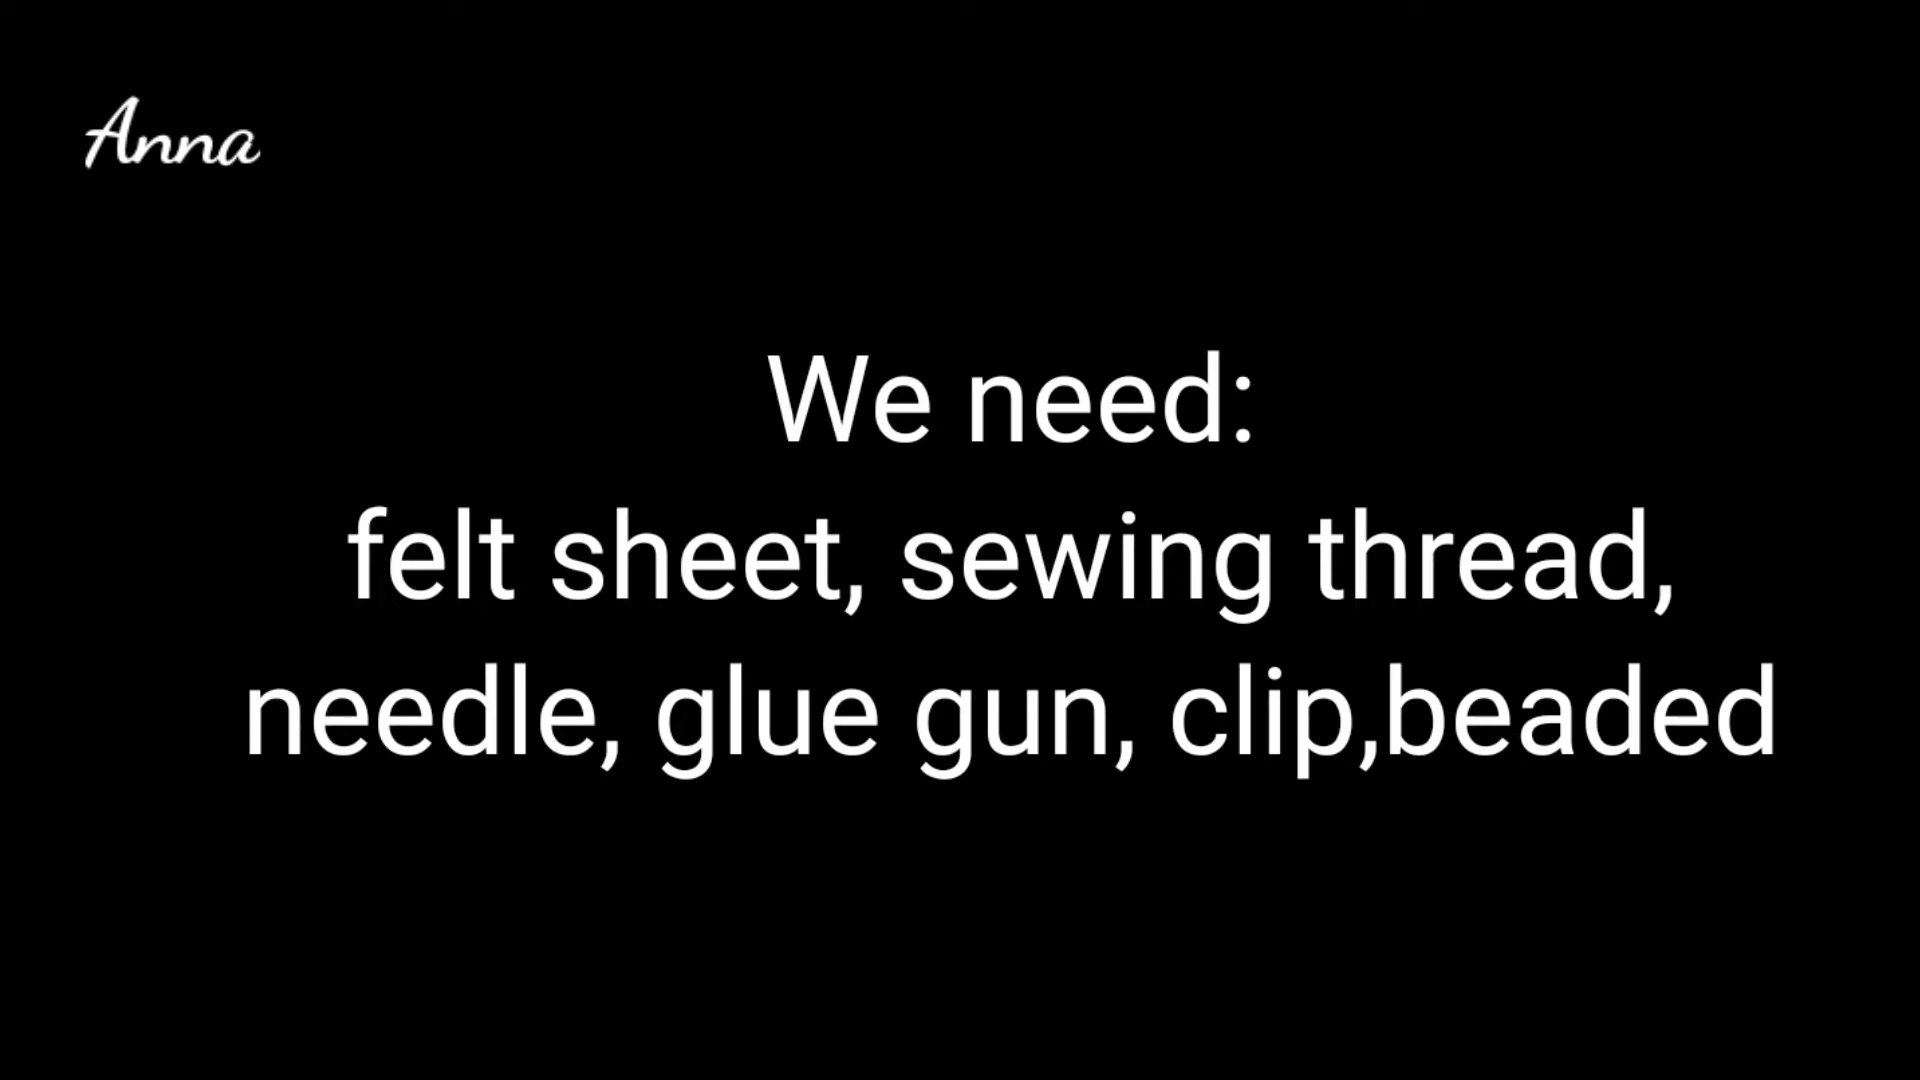 Anna
We need:
felt sheet, sewing thread,
needle, glue gun, clip,beaded